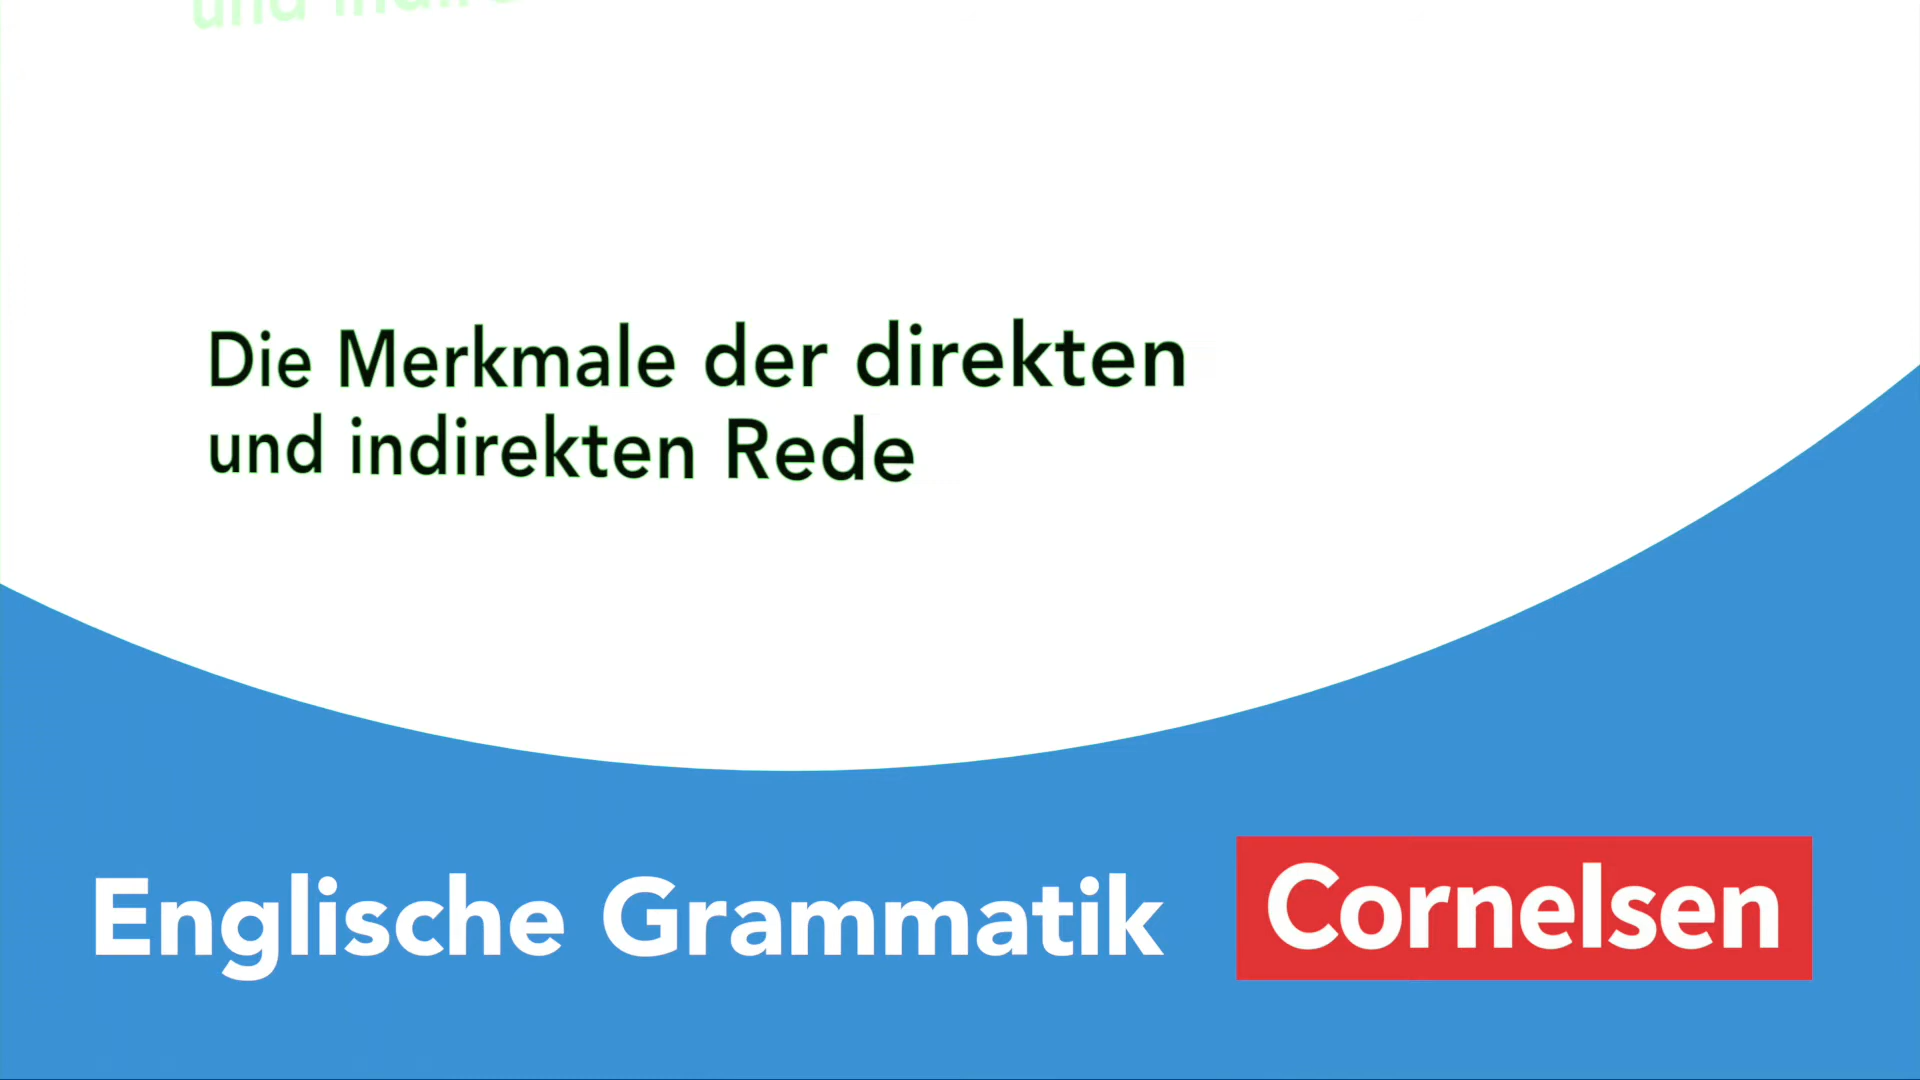 Die Merkmale der direkten
und indirekten Rede
Englische Grammatik
Cornelsen